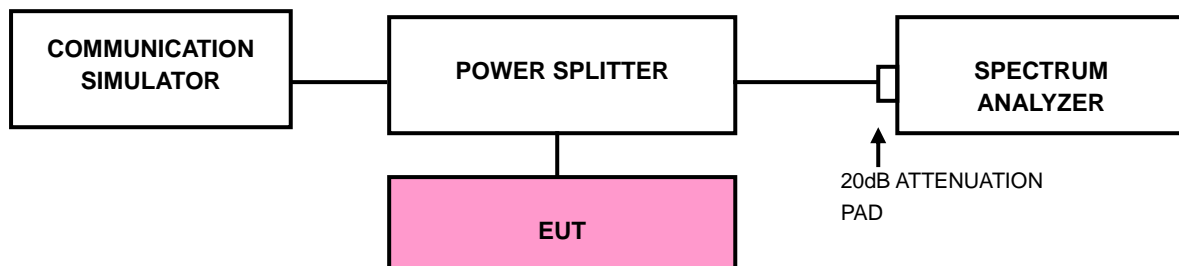 COMMUNICATION
SIMULATOR
POWER SPLITTER
SPECTRUM
ANALYZER
20dB ATTENUATION
PAD
EUT